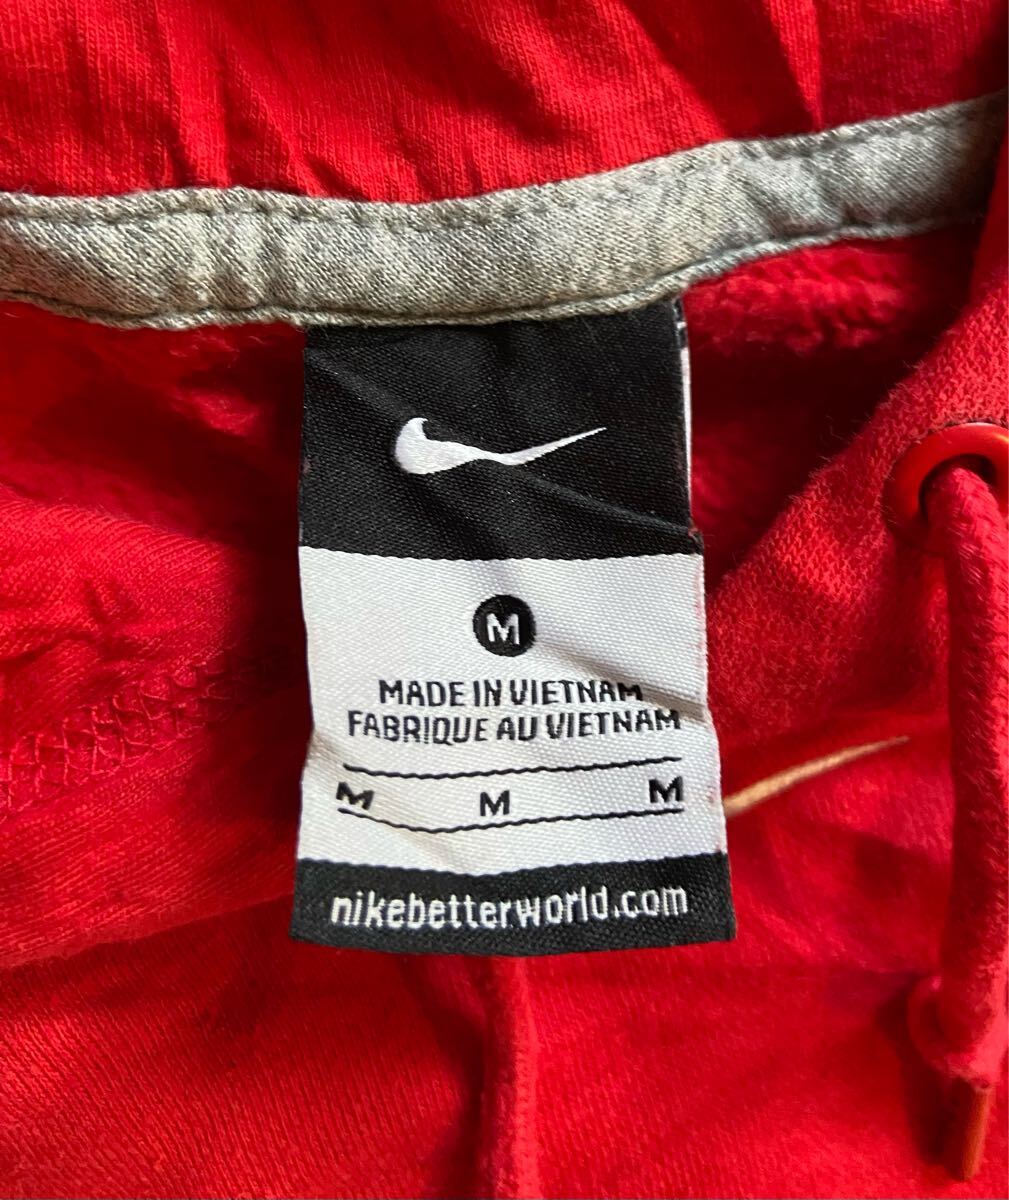 M
MADE IN VIETNAM
FABRIQUE AU VIETNAM
M M M
nikebetterworld.com